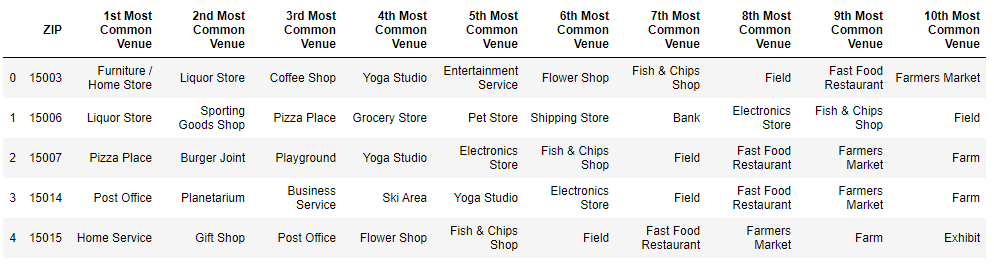 ZIP 1st Most Common Venue 2nd Most Common Venue 3rd Most Common Venue 4th Most Common Venue 5th Most Common Venue 6th Most Common Venue 7th Most Common Venue 8th Most Common Venue 9th Most Common Venue 10th Most Common Venue
0 15003 Furniture / Home Store Liquor Store Coffee Shop Yoga Studio Entertainment Service Flower Shop Fish & Chips Shop Field Fast Food Restaurant Farmers Market
1 15006 Liquor Store Sporting Goods Shop Pizza Place Grocery Store Pet Store Shipping Store Bank Electronics Store Fish & Chips Shop Field
2 15007 Pizza Place Burger Joint Playground Yoga Studio Electronics Store Fish & Chips Shop Field Fast Food Restaurant Farmers Market Farm
3 15014 Post Office Planetarium Business Service Ski Area Yoga Studio Electronics Store Field Fast Food Restaurant Farmers Market Farm
4 15015 Home Service Gift Shop Post Office Flower Shop Fish & Chips Shop Field Fast Food Restaurant Farmers Market Farm Exhibit